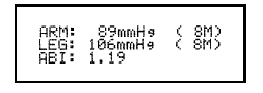 ARM: 89mmHg ( 8M)
LEG: 106mmHg ( 8M)
ABI: 1.19